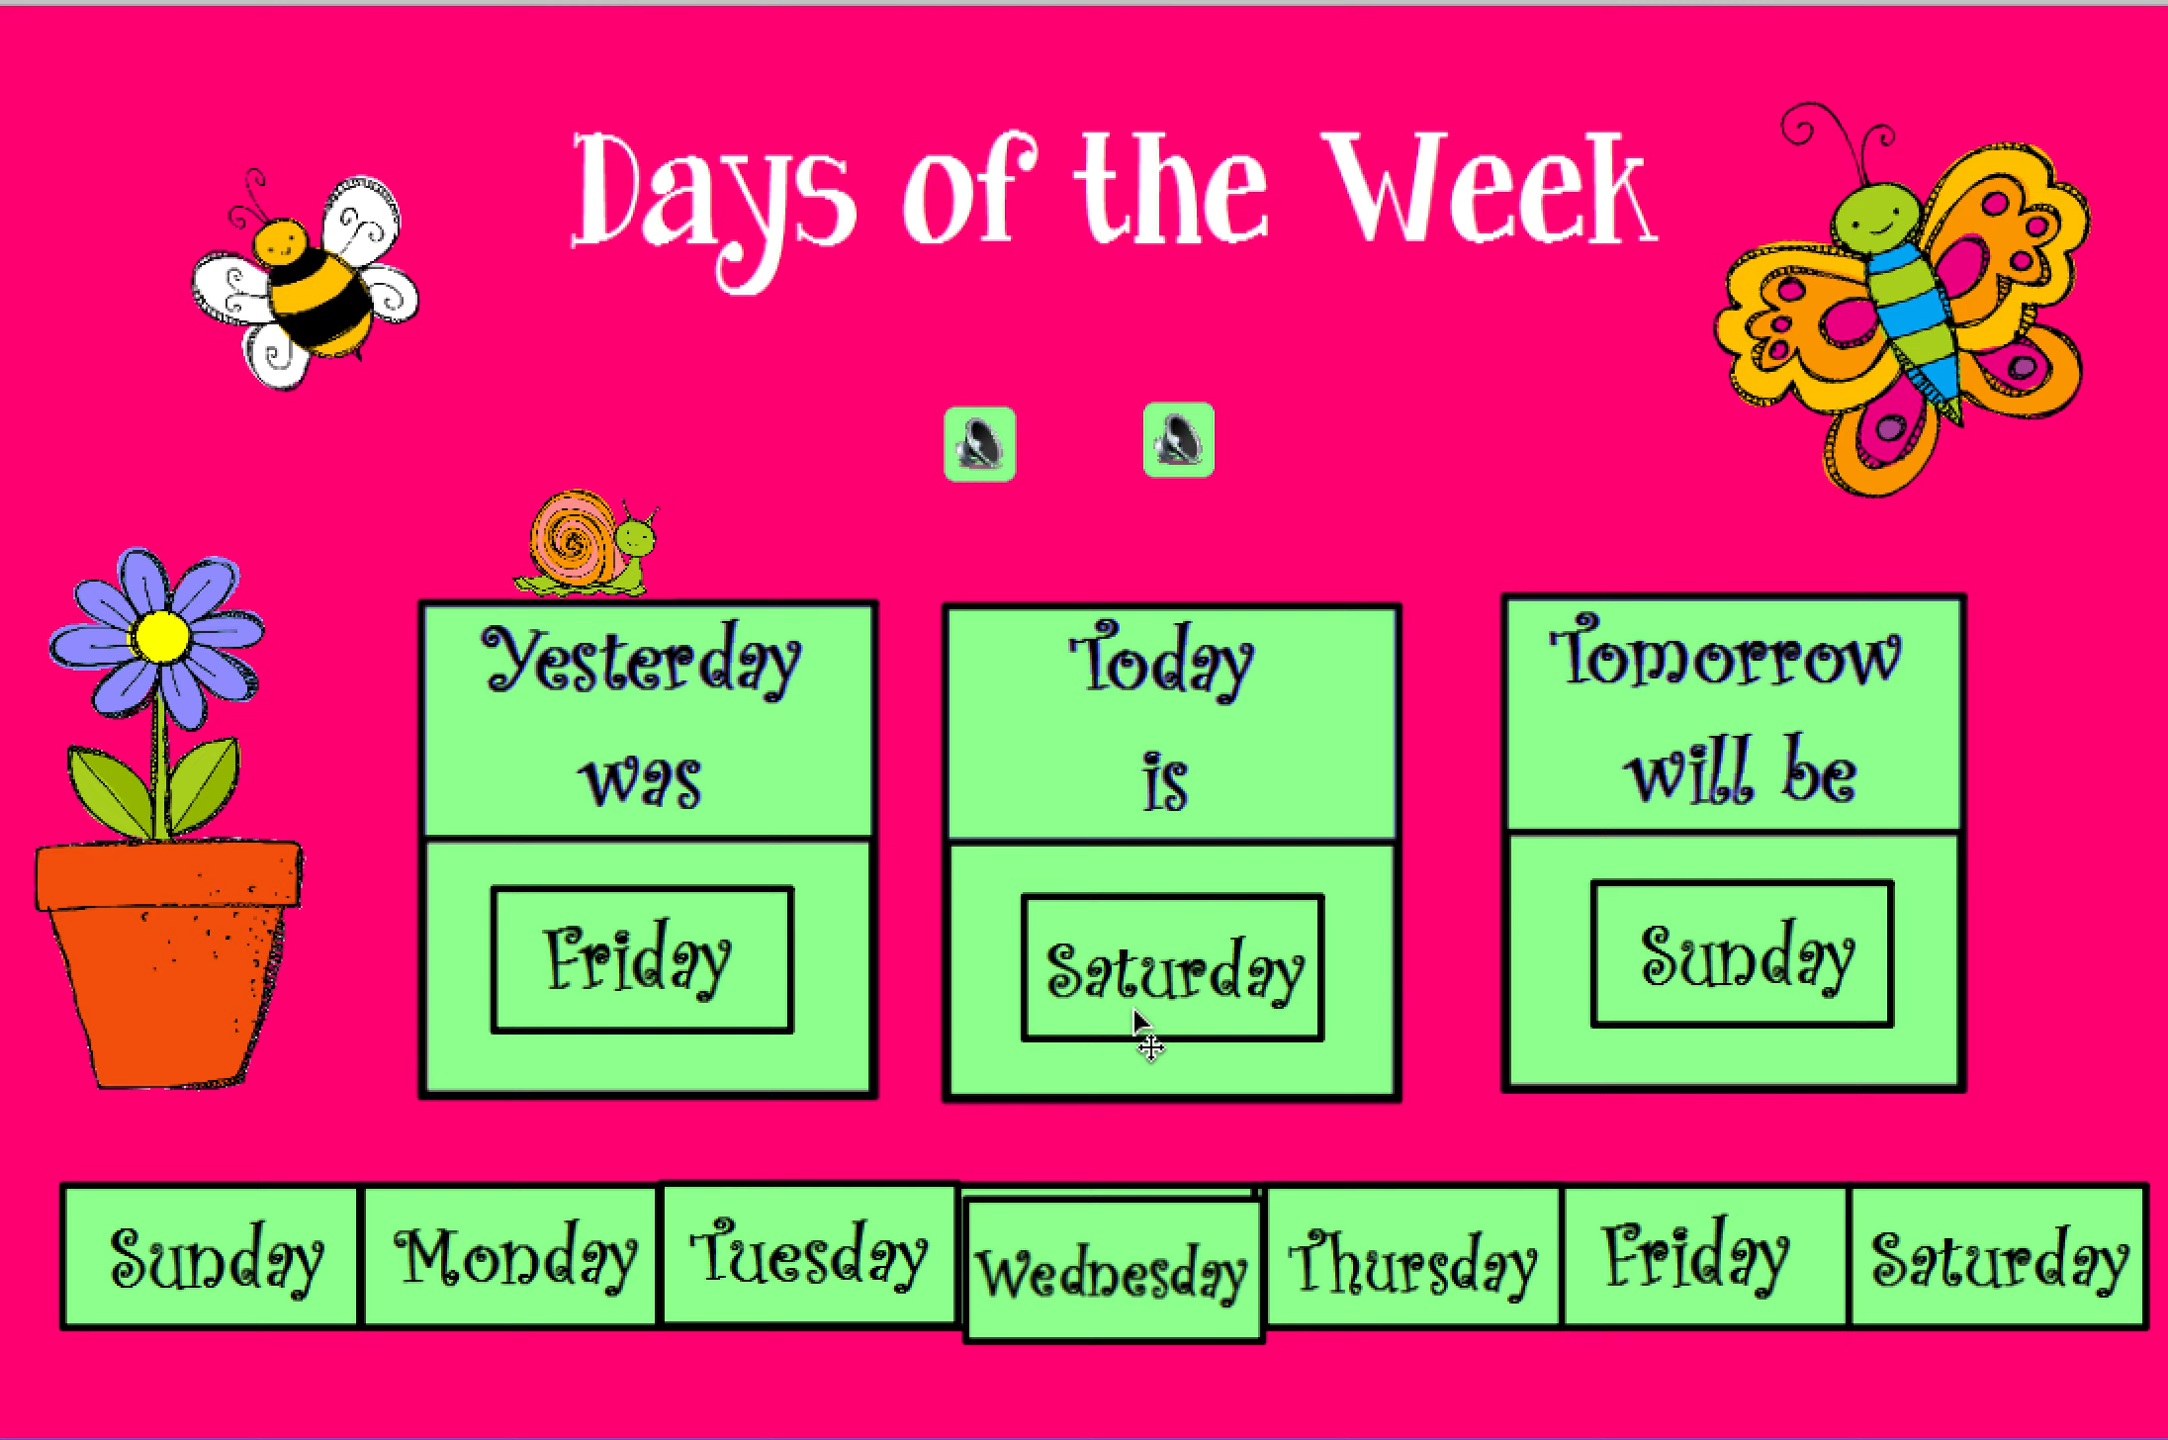 Days of the Week
Yesterday
was
Friday
Today
is
Saturday
Tomorrow
will be
Sunday
Sunday Monday Tuesday Wednesday Thursday Friday Saturday